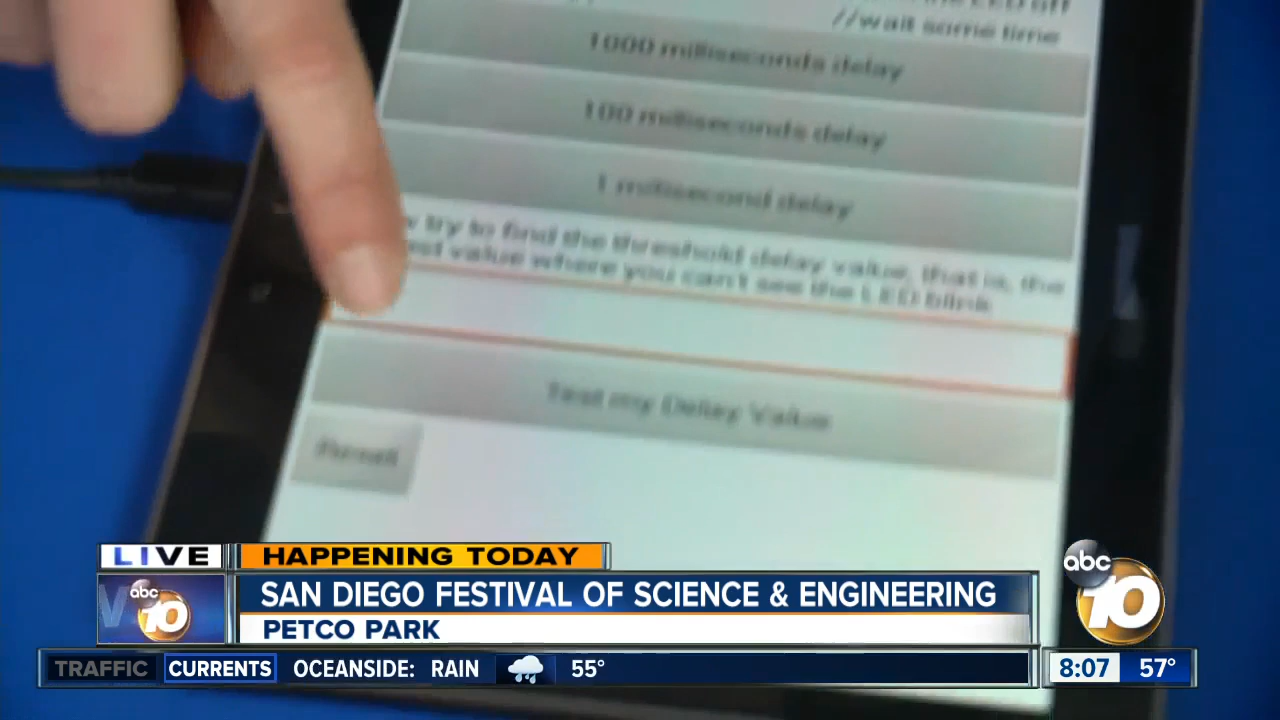 //wait some time
1000 milliseconds delay
100 milliseconds delay
1 millisecond delay
try to find the threshold delay value, that is, the
value where you can't see the LED blink
Test my Delay Value
Reset
LIVE
HAPPENING TODAY
abc 10
SAN DIEGO FESTIVAL OF SCIENCE & ENGINEERING
PETCO PARK
abc 10
TRAFFIC CURRENTS OCEANSIDE: RAIN 55° 8:07 57°